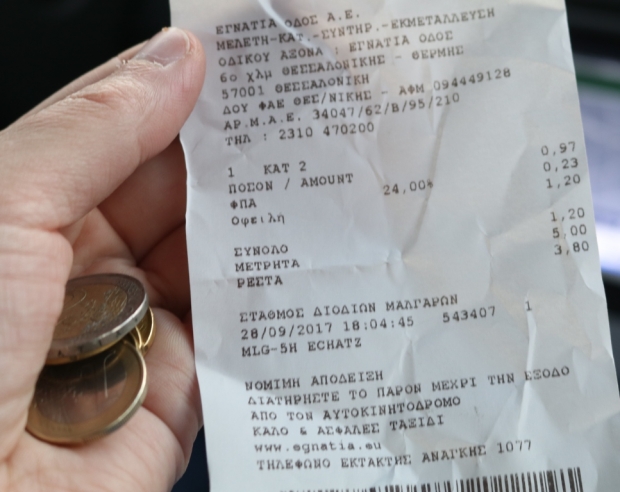 ΕΓΝΑΤΙΑ ΟΔΟΣ Α.Ε.
ΜΕΛΕΤΗ-ΚΑΤ.-ΣΥΝΤΗΡ.-ΕΚΜΕΤΑΛΛΕΥΣΗ
ΟΔΙΚΟΥ ΑΞΟΝΑ : ΕΓΝΑΤΙΑ ΟΔΟΣ
6ο χλμ ΘΕΣΣΑΛΟΝΙΚΗΣ - ΘΕΡΜΗΣ
57001 ΘΕΣΣΑΛΟΝΙΚΗ
ΔΟΥ ΦΑΕ ΘΕΣ/ΝΙΚΗΣ - ΑΦΜ 094449128
ΑΡ.Μ.Α.Ε. 34047/62/Β/95/210
ΤΗΛ : 2310 470200
1 ΚΑΤ 2
ΠΟΣΟΝ / AMOUNT 0,97
ΦΠΑ 24,00% 0,23
Οφειλή 1,20
ΣΥΝΟΛΟ 1,20
ΜΕΤΡΗΤΑ 5,00
ΡΕΣΤΑ 3,80
ΣΤΑΘΜΟΣ ΔΙΟΔΙΩΝ ΜΑΛΓΑΡΩΝ
28/09/2017 18:04:45 543407 1
MLG-5H ECHATZ
ΝΟΜΙΜΗ ΑΠΟΔΕΙΞΗ
ΔΙΑΤΗΡΗΣΤΕ ΤΟ ΠΑΡΟΝ ΜΕΧΡΙ ΤΗΝ ΕΞΟΔΟ
ΑΠΟ ΤΟΝ ΑΥΤΟΚΙΝΗΤΟΔΡΟΜΟ
ΚΑΛΟ & ΑΣΦΑΛΕΣ ΤΑΞΙΔΙ
www.egnatia.eu
ΤΗΛΕΦΩΝΟ ΕΚΤΑΚΤΗΣ ΑΝΑΓΚΗΣ 1077